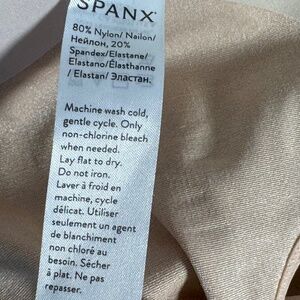 SPANX
80% Nylon/ Nailon/
Нейлон, 20%
Spandex/Elastane/
Elastano/Élasthanne
/ Elastan/ Эластан.
Machine wash cold,
gentle cycle. Only
non-chlorine bleach
when needed.
Lay flat to dry.
Do not iron.
Laver à froid en
machine, cycle
délicat. Utiliser
seulement un agent
de blanchiment
non chloré au
besoin. Sécher
à plat. Ne pas
repasser.